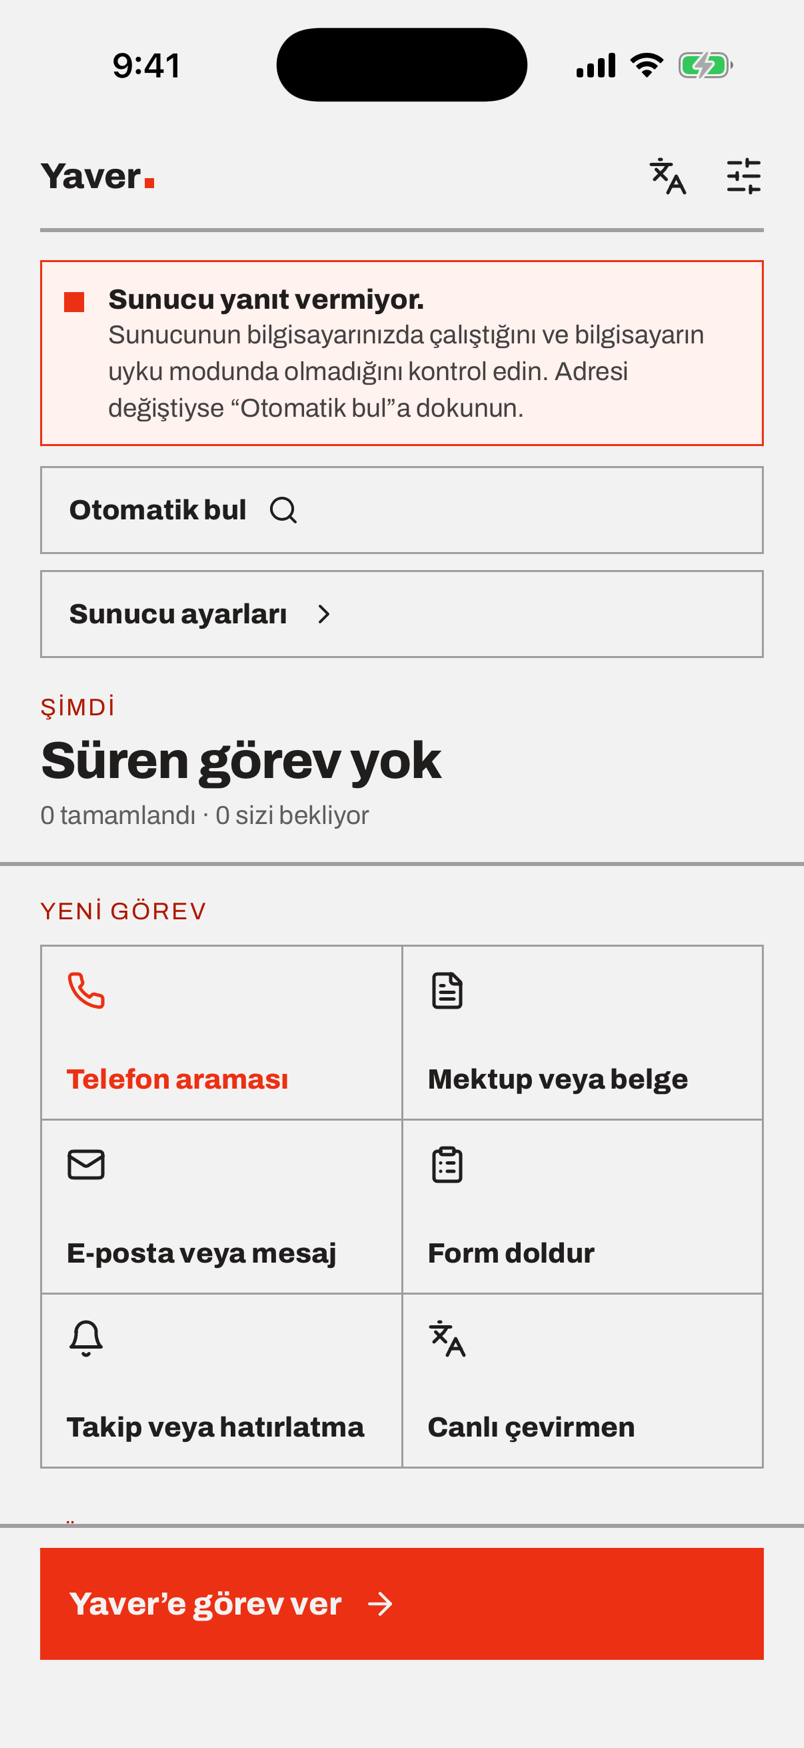 9:41
Yaver.
Sunucu yanıt vermiyor.
Sunucunun bilgisayarınızda çalıştığını ve bilgisayarın
uyku modunda olmadığını kontrol edin. Adresi
değiştiyse “Otomatik bul”a dokunun.
Otomatik bul
Sunucu ayarları
ŞİMDİ
Süren görev yok
0 tamamlandı · 0 sizi bekliyor
YENİ GÖREV
Telefon araması
Mektup veya belge
E-posta veya mesaj
Form doldur
Takip veya hatırlatma
Canlı çevirmen
Yaver’e görev ver